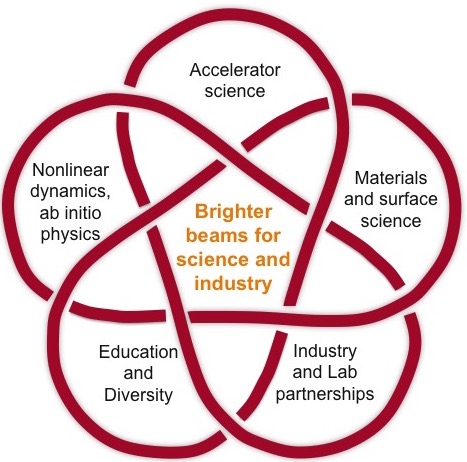 Accelerator
science
Nonlinear
dynamics,
ab initio
physics
Materials
and surface
science
Brighter
beams for
science and
industry
Education
and
Diversity
Industry
and Lab
partnerships